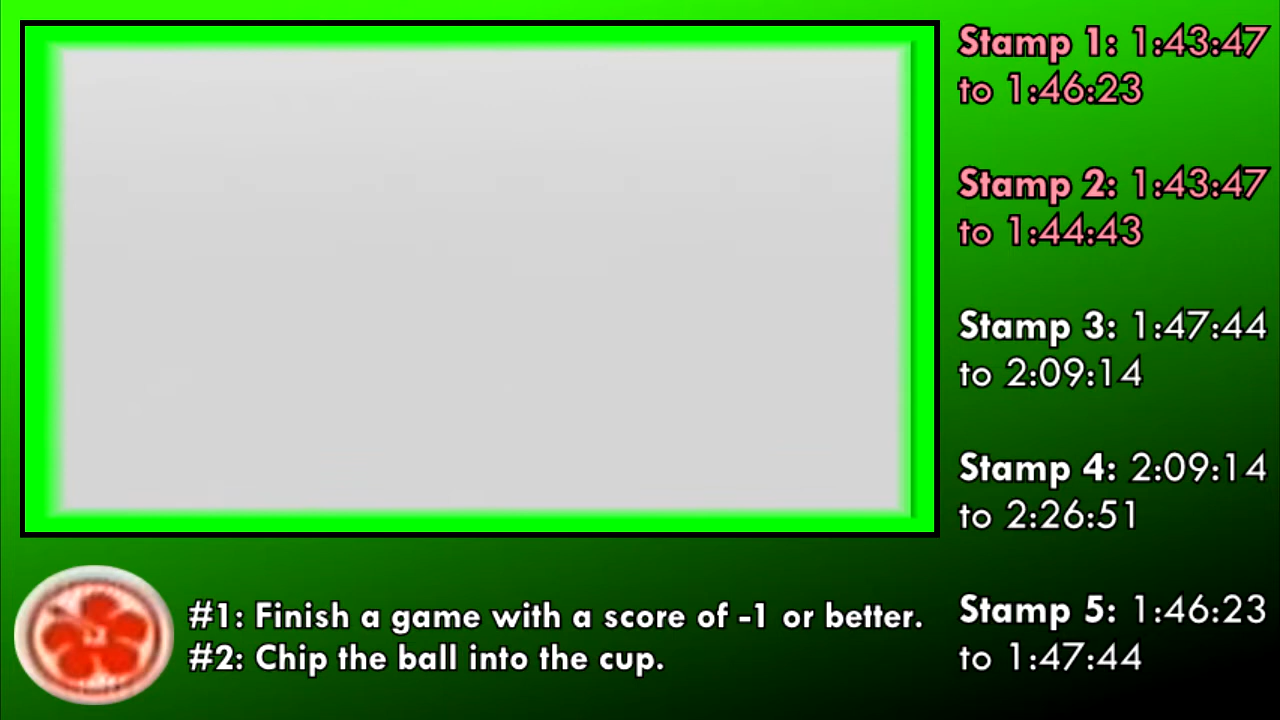 Stamp 1: 1:43:47
to 1:46:23
Stamp 2: 1:43:47
to 1:44:43
Stamp 3: 1:47:44
to 2:09:14
Stamp 4: 2:09:14
to 2:26:51
Stamp 5: 1:46:23
to 1:47:44
#1: Finish a game with a score of -1 or better.
#2: Chip the ball into the cup.